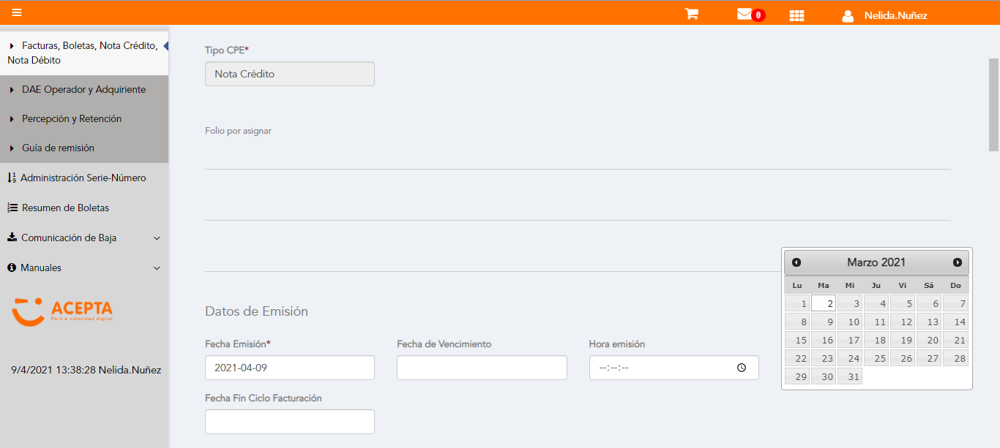 0
Nelida.Nuñez
Facturas, Boletas, Nota Crédito,
Nota Débito
DAE Operador y Adquiriente
Percepción y Retención
Guía de remisión
Administración Serie-Número
Resumen de Boletas
Comunicación de Baja
Manuales
ACEPTA
Perú a velocidad digital
9/4/2021 13:38:28 Nelida.Nuñez
Tipo CPE*
Nota Crédito
Folio por asignar
Datos de Emisión
Fecha Emisión* Fecha de Vencimiento Hora emisión
2021-04-09 --:--:--
Fecha Fin Ciclo Facturación
Marzo 2021
Lu Ma Mi Ju Vi Sá Do
1 2 3 4 5 6 7
8 9 10 11 12 13 14
15 16 17 18 19 20 21
22 23 24 25 26 27 28
29 30 31